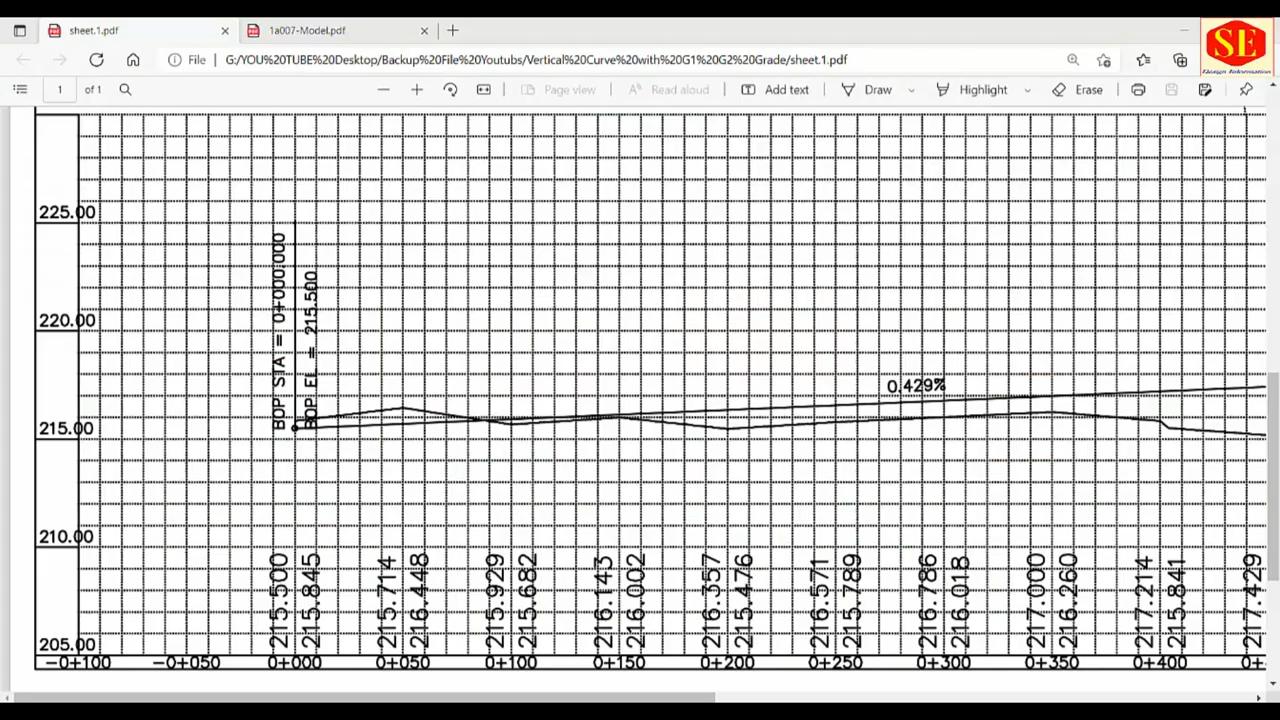 sheet.1.pdf
1a007-Model.pdf
SE
Design Information
File
G:/YOU%20TUBE%20Desktop/Backup%20File%20Youtubs/Vertical%20Curve%20with%20G1%20G2%20Grade/sheet.1.pdf
1
of 1
Page view
Read aloud
Add text
Draw
Highlight
Erase
225.00
220.00
215.00
210.00
205.00
BOP STA = 0+000.000
BOP EL = 215.500
0.429%
215.500
215.845
215.714
216.448
215.929
215.682
216.143
216.002
216.357
215.476
216.571
215.789
216.786
216.018
217.000
216.260
217.214
215.841
217.429
-0+100
-0+050
0+000
0+050
0+100
0+150
0+200
0+250
0+300
0+350
0+400